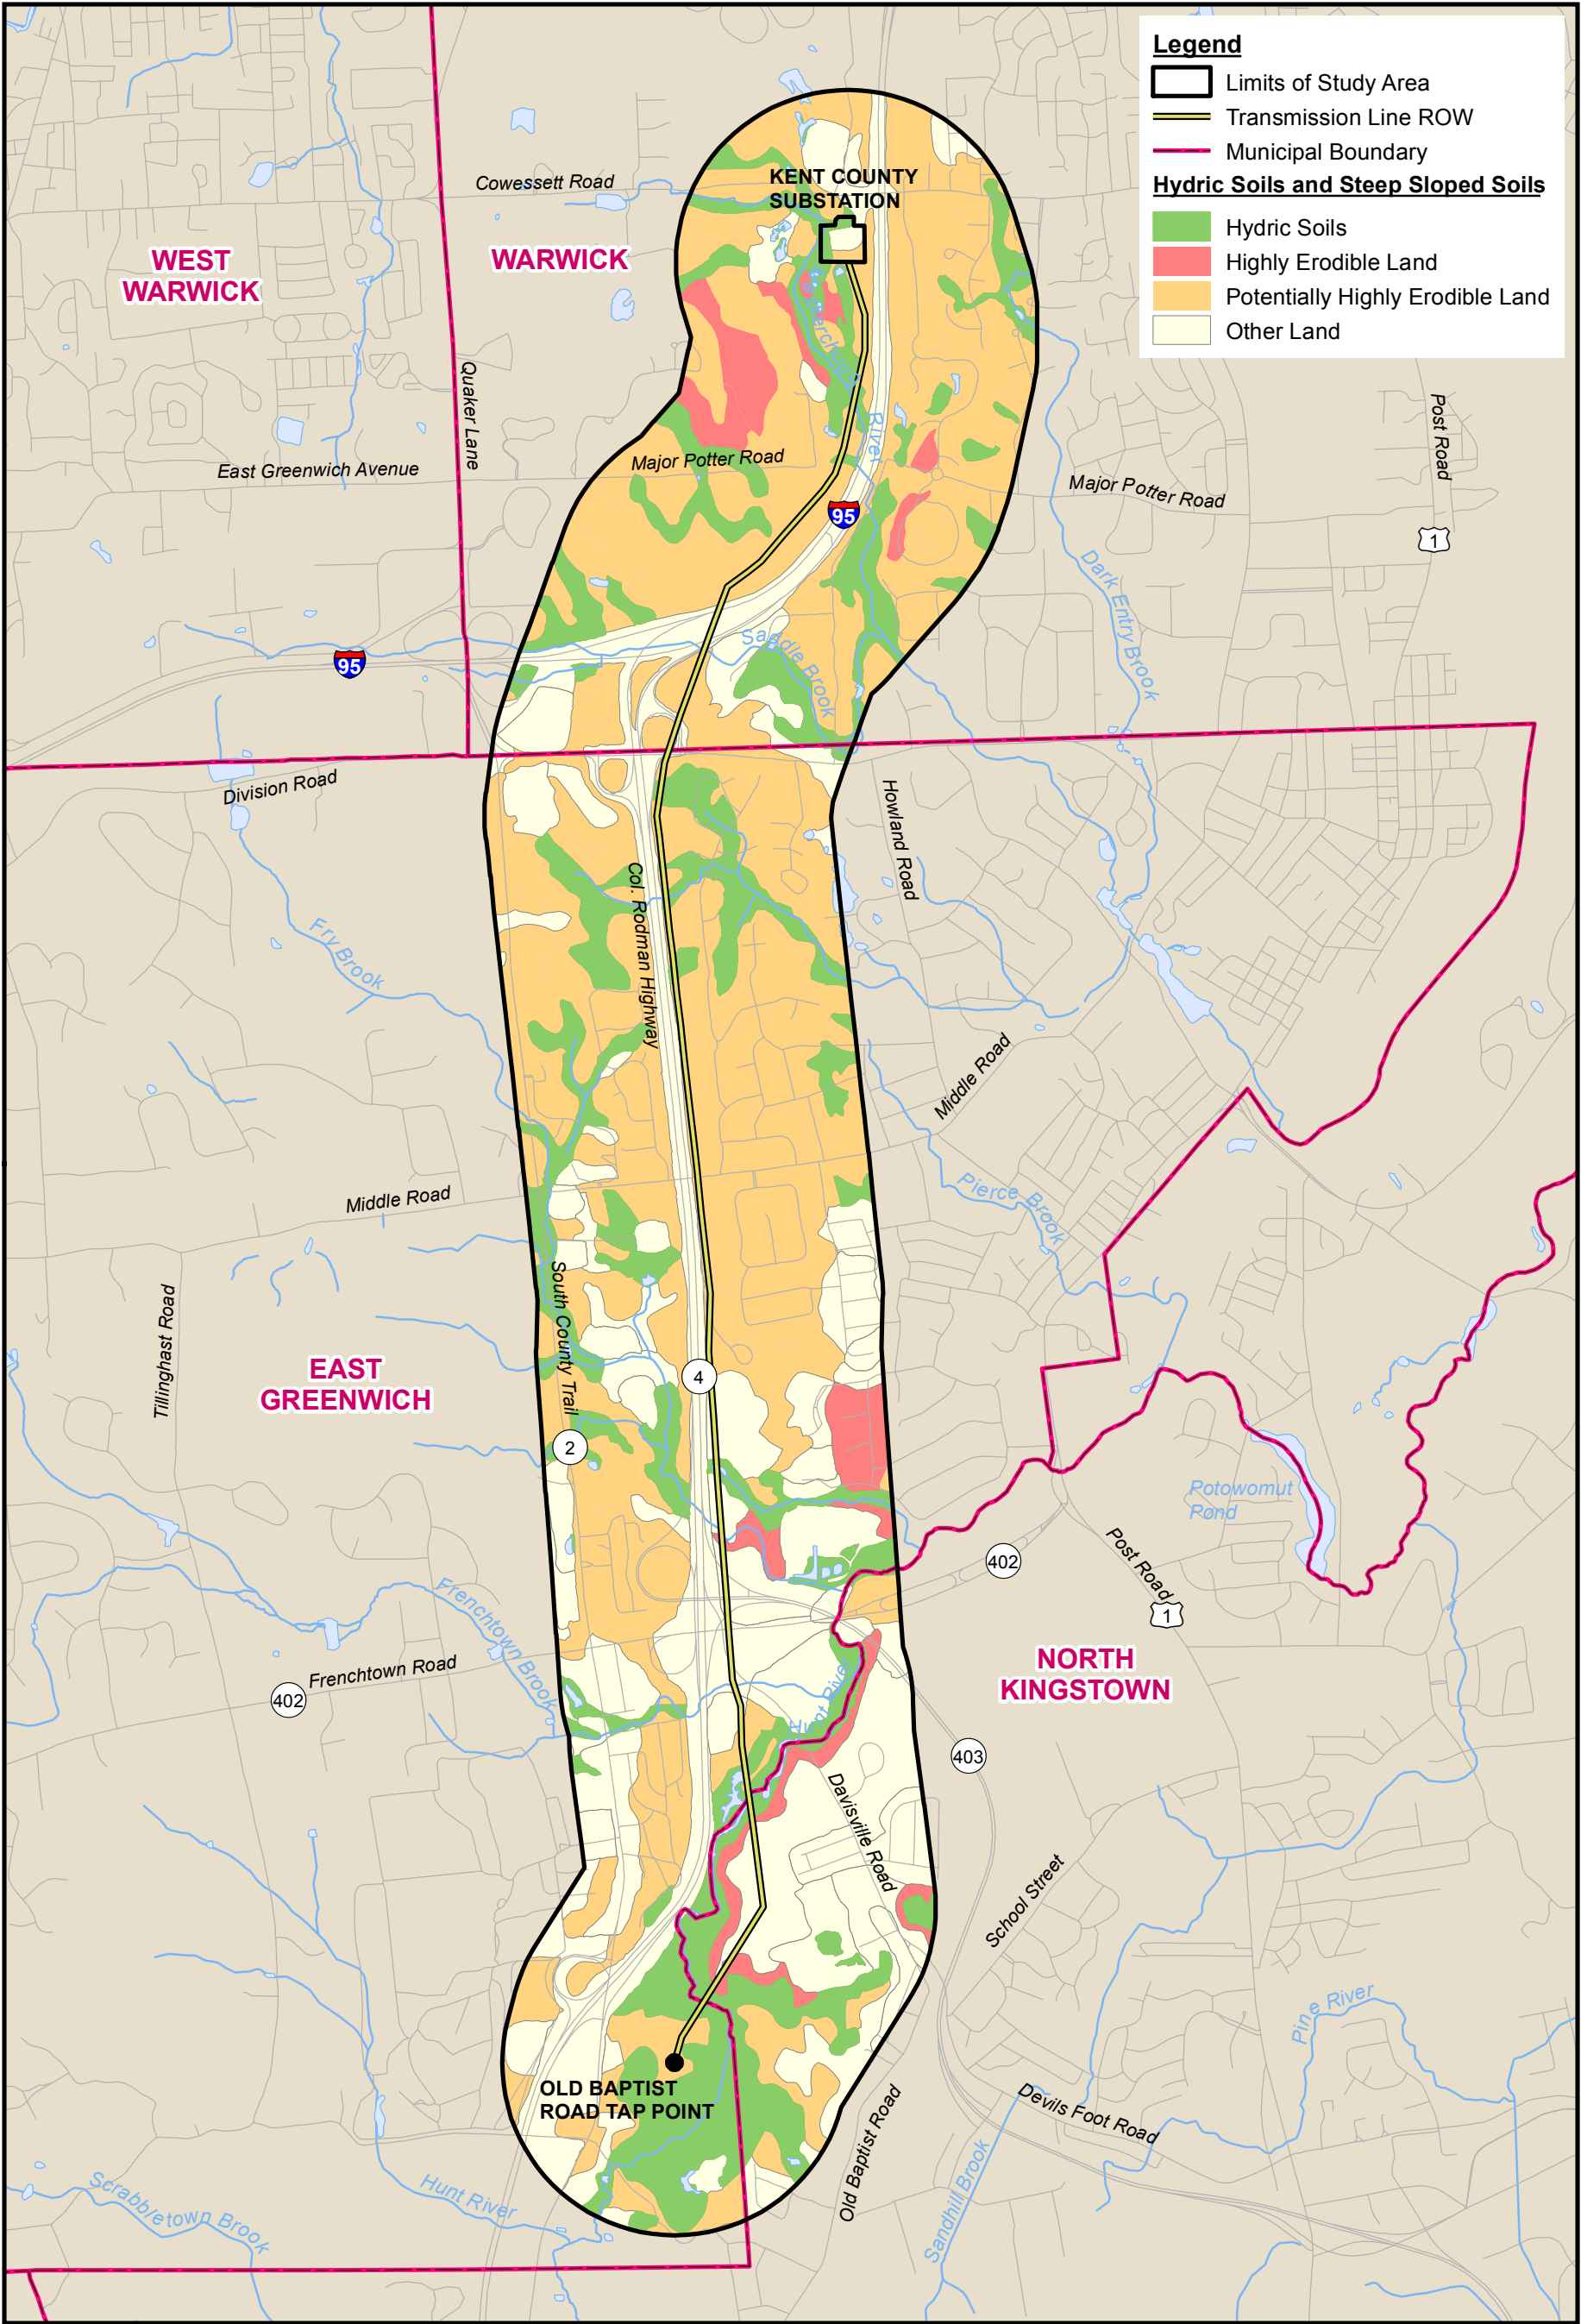 Legend
Limits of Study Area
Transmission Line ROW
Municipal Boundary
Hydric Soils and Steep Sloped Soils
Hydric Soils
Highly Erodible Land
Potentially Highly Erodible Land
Other Land
KENT COUNTY
SUBSTATION
Cowessett Road
WEST
WARWICK
WARWICK
Quaker Lane
River
Post Road
East Greenwich Avenue
Major Potter Road
Major Potter Road
95
1
Dark Entry Brook
Saddle Brook
95
Division Road
Howland Road
Col. Rodman Highway
Fry Brook
Middle Road
Pierce Brook
Middle Road
South County Trail
Tillinghast Road
EAST
GREENWICH
4
2
Potowomut
Pond
Post Road
402
1
Frenchtown Brook
NORTH
KINGSTOWN
Frenchtown Road
402
Hunt River
403
Davisville Road
School Street
Pine River
OLD BAPTIST
ROAD TAP POINT
Devils Foot Road
Old Baptist Road
Sandhill Brook
Scrabbletown Brook
Hunt River